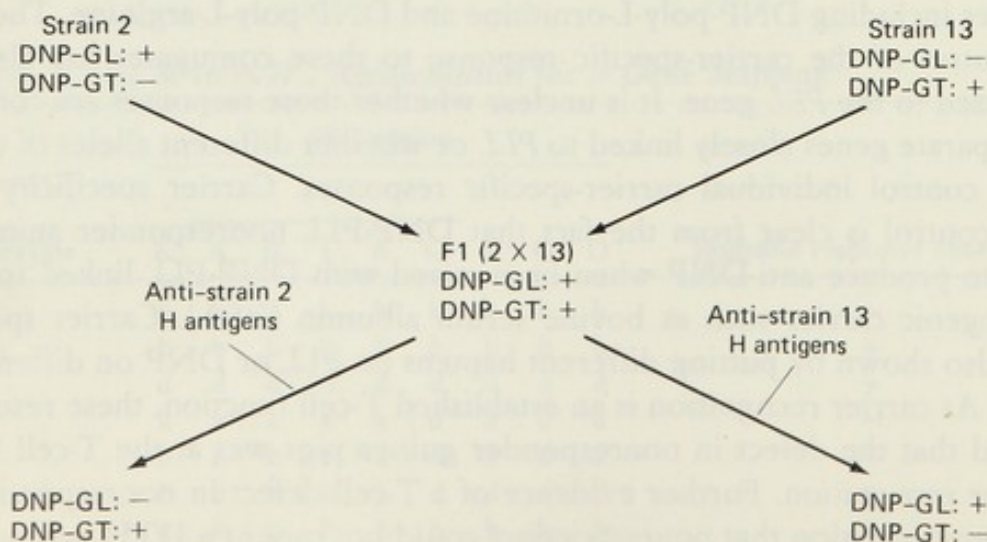 Strain 2
DNP-GL: +
DNP-GT: —
Strain 13
DNP-GL: —
DNP-GT: +
F1 (2 X 13)
DNP-GL: +
DNP-GT: +
Anti-strain 2
H antigens
Anti-strain 13
H antigens
DNP-GL: —
DNP-GT: +
DNP-GL: +
DNP-GT: —